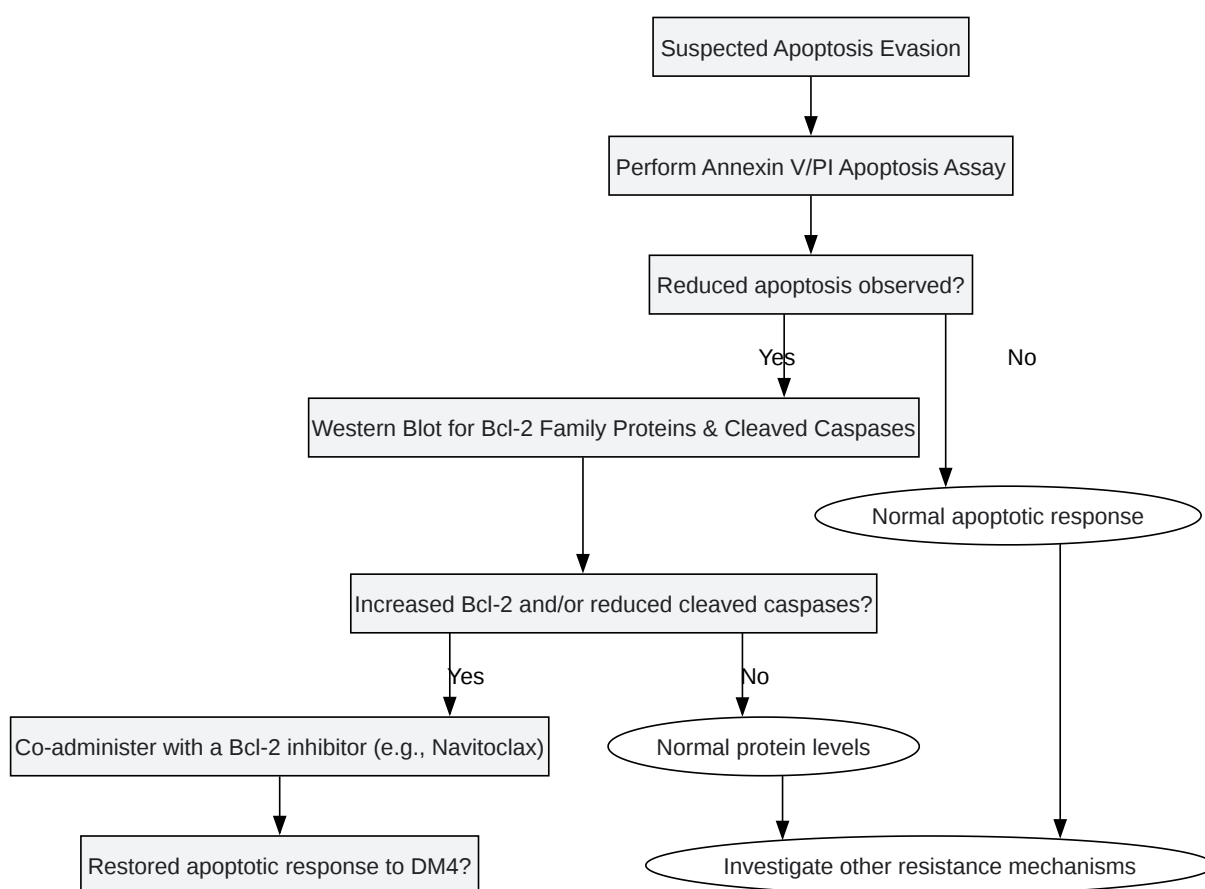 Suspected Apoptosis Evasion
Perform Annexin V/PI Apoptosis Assay
Reduced apoptosis observed?
Yes
No
Western Blot for Bcl-2 Family Proteins & Cleaved Caspases
Normal apoptotic response
Increased Bcl-2 and/or reduced cleaved caspases?
Yes
No
Co-administer with a Bcl-2 inhibitor (e.g., Navitoclax)
Normal protein levels
Restored apoptotic response to DM4?
Investigate other resistance mechanisms